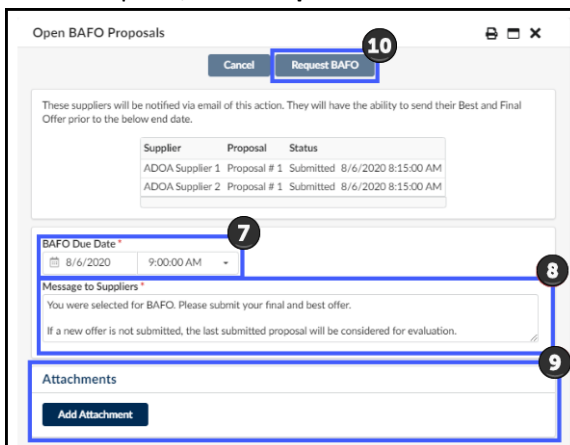 Open BAFO Proposals
10
Cancel Request BAFO
These suppliers will be notified via email of this action. They will have the ability to send their Best and Final
Offer prior to the below end date.
Supplier Proposal Status
ADOA Supplier 1 Proposal # 1 Submitted 8/6/2020 8:15:00 AM
ADOA Supplier 2 Proposal # 1 Submitted 8/6/2020 8:15:00 AM
7
BAFO Due Date *
8/6/2020 9:00:00 AM
8
Message to Suppliers *
You were selected for BAFO. Please submit your final and best offer.
If a new offer is not submitted, the last submitted proposal will be considered for evaluation.
9
Attachments
Add Attachment